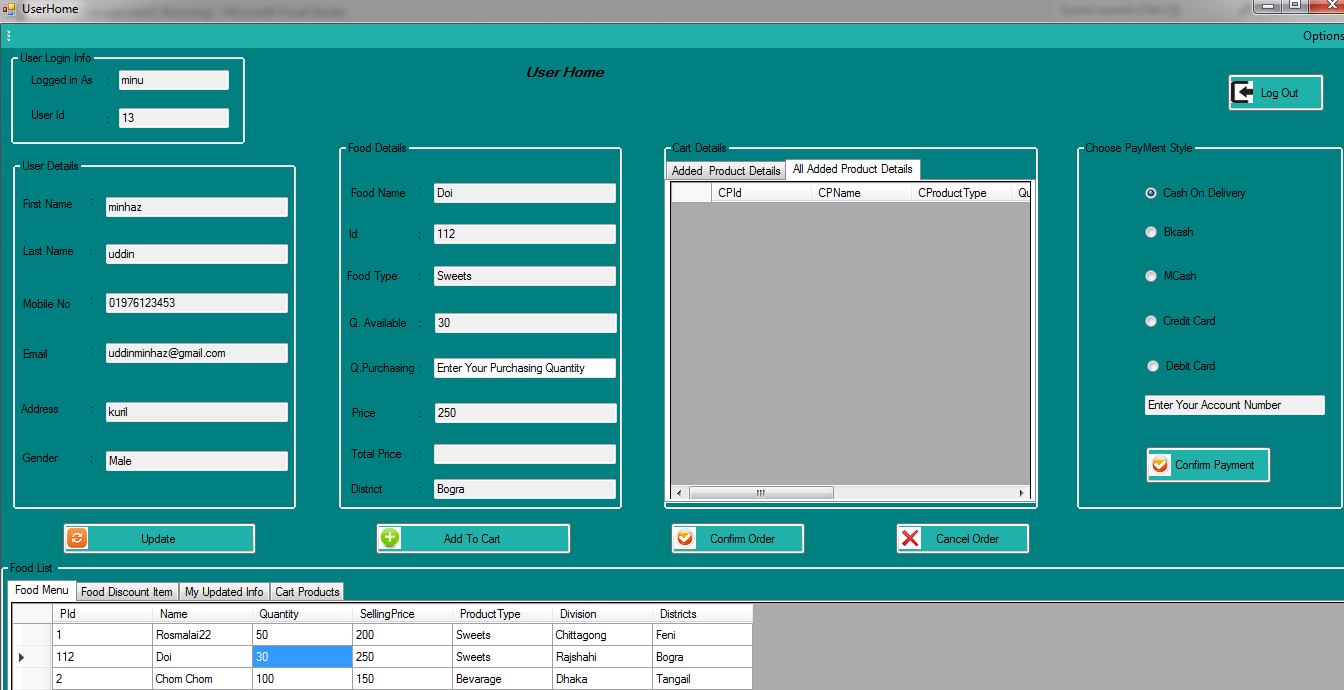 UserHome
Options
User Login Info
Logged in As : minu
User Id : 13
User Home
Log Out
User Details
First Name : minhaz
Last Name : uddin
Mobile No : 01976123453
Email : uddinminhaz@gmail.com
Address : kuril
Gender : Male
Update
Food Details
Food Name : Doi
Id : 112
Food Type : Sweets
Q. Available : 30
Q.Purchasing : Enter Your Purchasing Quantity
Price : 250
Total Price :
District : Bogra
Add To Cart
Cart Details
Added Product Details All Added Product Details
CPId CPName CProductType Qu
Confirm Order Cancel Order
Choose PayMent Style
Cash On Delivery
Bkash
MCash
Credit Card
Debit Card
Enter Your Account Number
Confirm Payment
Food List
Food Menu Food Discount Item My Updated Info Cart Products
PId Name Quantity SellingPrice ProductType Division Districts
1 Rosmalai22 50 200 Sweets Chittagong Feni
112 Doi 30 250 Sweets Rajshahi Bogra
2 Chom Chom 100 150 Bevarage Dhaka Tangail